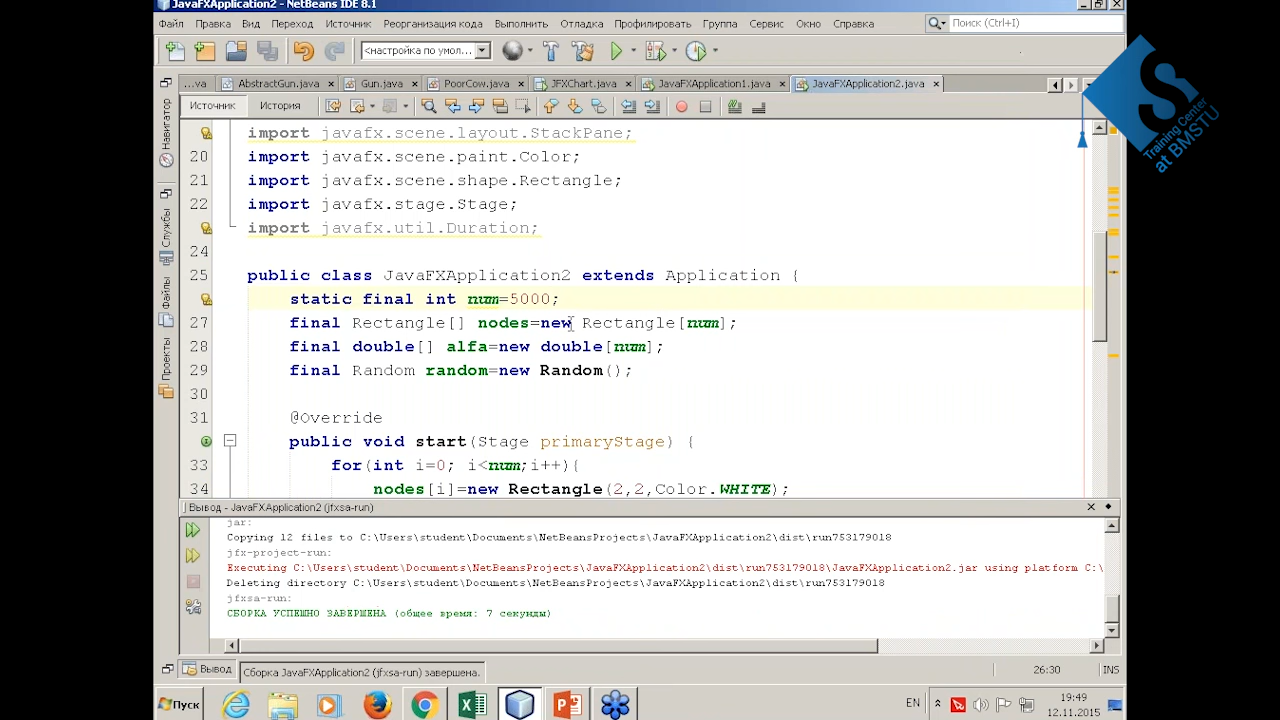 JavaFXApplication2 - NetBeans IDE 8.1
Файл Правка Вид Переход Источник Реорганизация кода Выполнить Отладка Профилировать Группа Сервис Окно Справка
Поиск (Ctrl+I)
<настройка по умол...
...va AbstractGun.java Gun.java PoorCow.java JFXChart.java JavaFXApplication1.java JavaFXApplication2.java
Источник История
Навигатор
Службы
Файлы
Проекты
import javafx.scene.layout.StackPane;
20 import javafx.scene.paint.Color;
21 import javafx.scene.shape.Rectangle;
22 import javafx.stage.Stage;
import javafx.util.Duration;
24
25 public class JavaFXApplication2 extends Application {
static final int num=5000;
27 final Rectangle[] nodes=new Rectangle[num];
28 final double[] alfa=new double[num];
29 final Random random=new Random();
30
31 @Override
public void start(Stage primaryStage) {
33 for(int i=0; i<num;i++){
34 nodes[i]=new Rectangle(2,2,Color.WHITE);
Вывод - JavaFXApplication2 (jfxsa-run)
jar:
Copying 12 files to C:\Users\student\Documents\NetBeansProjects\JavaFXApplication2\dist\run753179018
jfx-project-run:
Executing C:\Users\student\Documents\NetBeansProjects\JavaFXApplication2\dist\run753179018\JavaFXApplication2.jar using platform C:\
Deleting directory C:\Users\student\Documents\NetBeansProjects\JavaFXApplication2\dist\run753179018
jfxsa-run:
СБОРКА УСПЕШНО ЗАВЕРШЕНА (общее время: 7 секунды)
Вывод
Сборка JavaFXApplication2 (jfxsa-run) завершена.
26:30 INS
Пуск
EN
19:49
12.11.2015
Training Center
at BMSTU